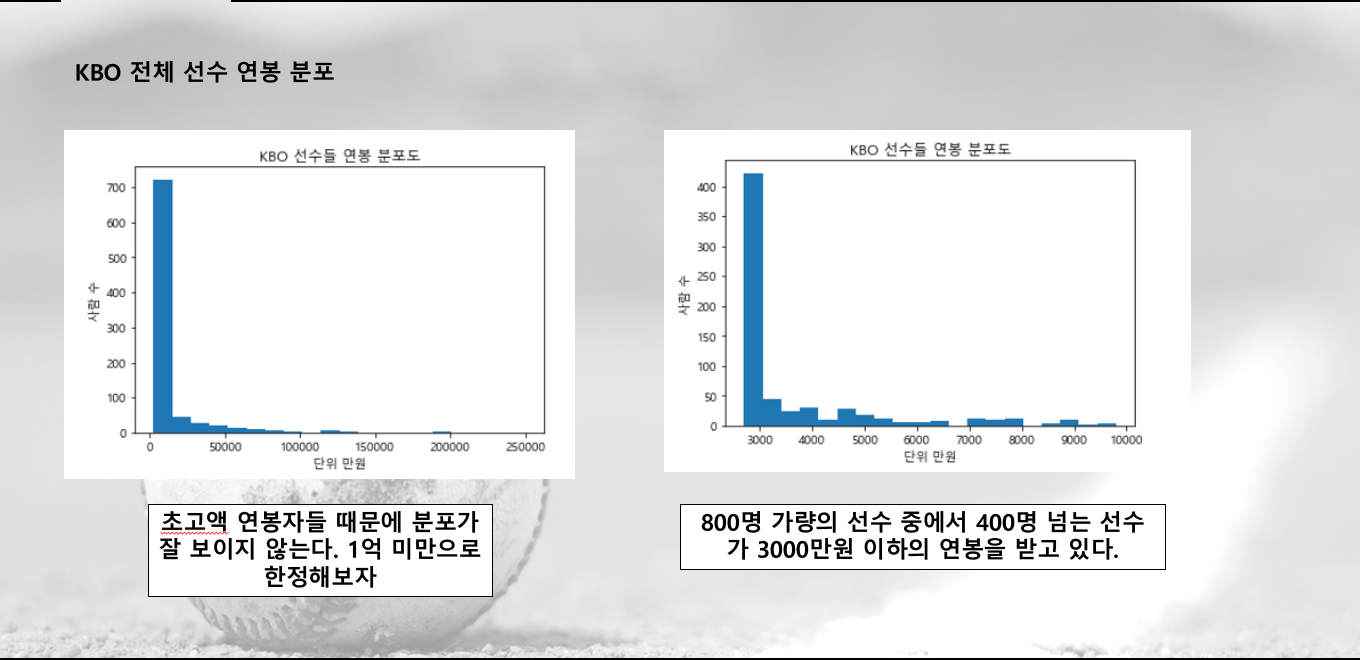 KBO 전체 선수 연봉 분포
KBO 선수들 연봉 분포도
700
600
500
400
300
200
100
0
사람 수
0 50000 100000 150000 200000 250000
단위 만원
KBO 선수들 연봉 분포도
400
350
300
250
200
150
100
50
0
사람 수
3000 4000 5000 6000 7000 8000 9000 10000
단위 만원
초고액 연봉자들 때문에 분포가
잘 보이지 않는다. 1억 미만으로
한정해보자
800명 가량의 선수 중에서 400명 넘는 선수
가 3000만원 이하의 연봉을 받고 있다.